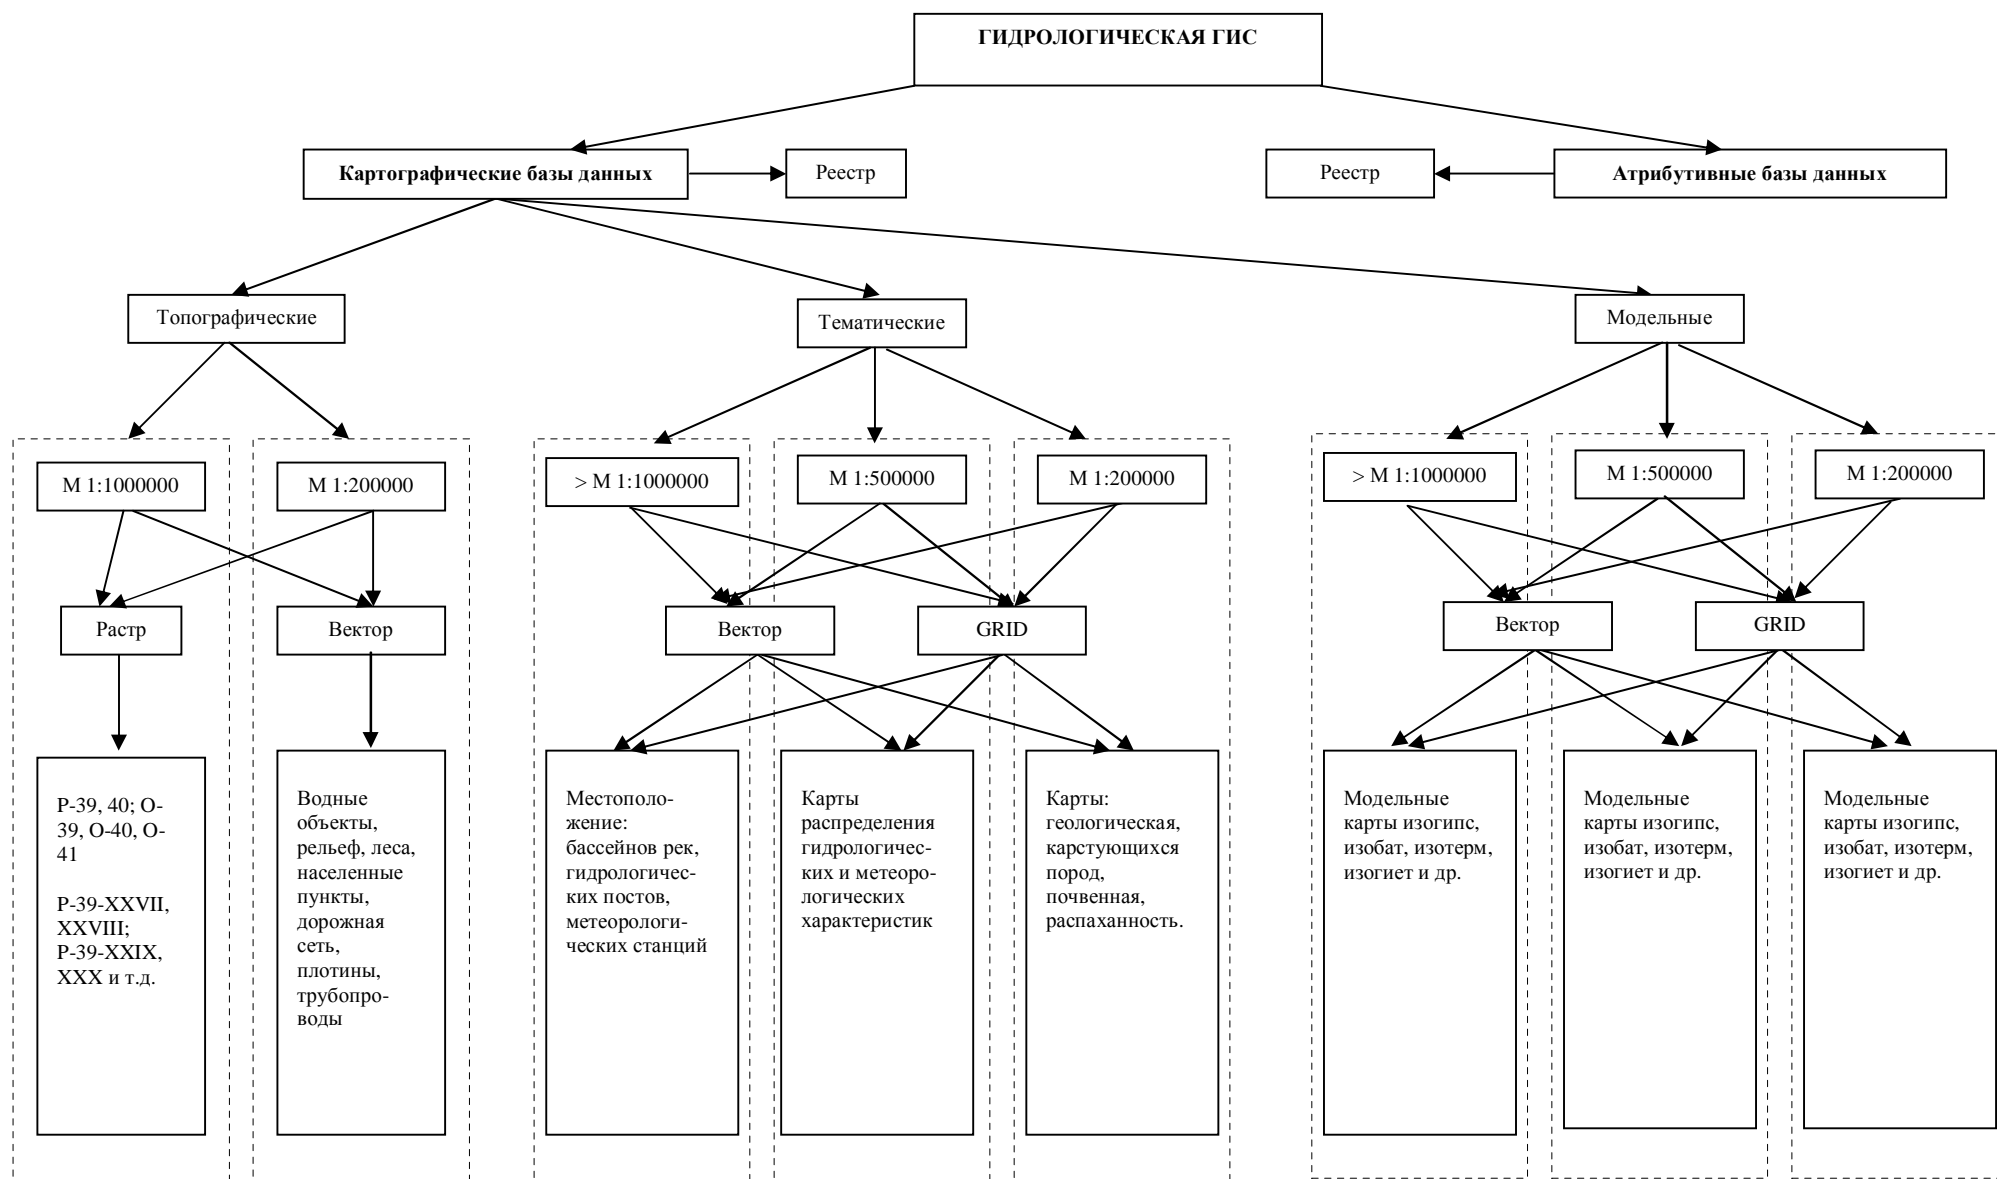 ГИДРОЛОГИЧЕСКАЯ ГИС
Картографические базы данных
Реестр
Реестр
Атрибутивные базы данных
Топографические
Тематические
Модельные
М 1:1000000
М 1:200000
> М 1:1000000
М 1:500000
М 1:200000
> М 1:1000000
М 1:500000
М 1:200000
Растр
Вектор
Вектор
GRID
Вектор
GRID
Р-39, 40; О-
39, О-40, О-
41
Р-39-XXVII,
XXVIII;
Р-39-XXIX,
XXX и т.д.
Водные
объекты,
рельеф, леса,
населенные
пункты,
дорожная
сеть,
плотины,
трубопро-
воды
Местополо-
жение:
бассейнов рек,
гидрологичес-
ких постов,
метеорологи-
ческих станций
Карты
распределения
гидрологичес-
ких и метеоро-
логических
характеристик
Карты:
геологическая,
карстующихся
пород,
почвенная,
распаханность.
Модельные
карты изогипс,
изобат, изотерм,
изогиет и др.
Модельные
карты изогипс,
изобат, изотерм,
изогиет и др.
Модельные
карты изогипс,
изобат, изотерм,
изогиет и др.